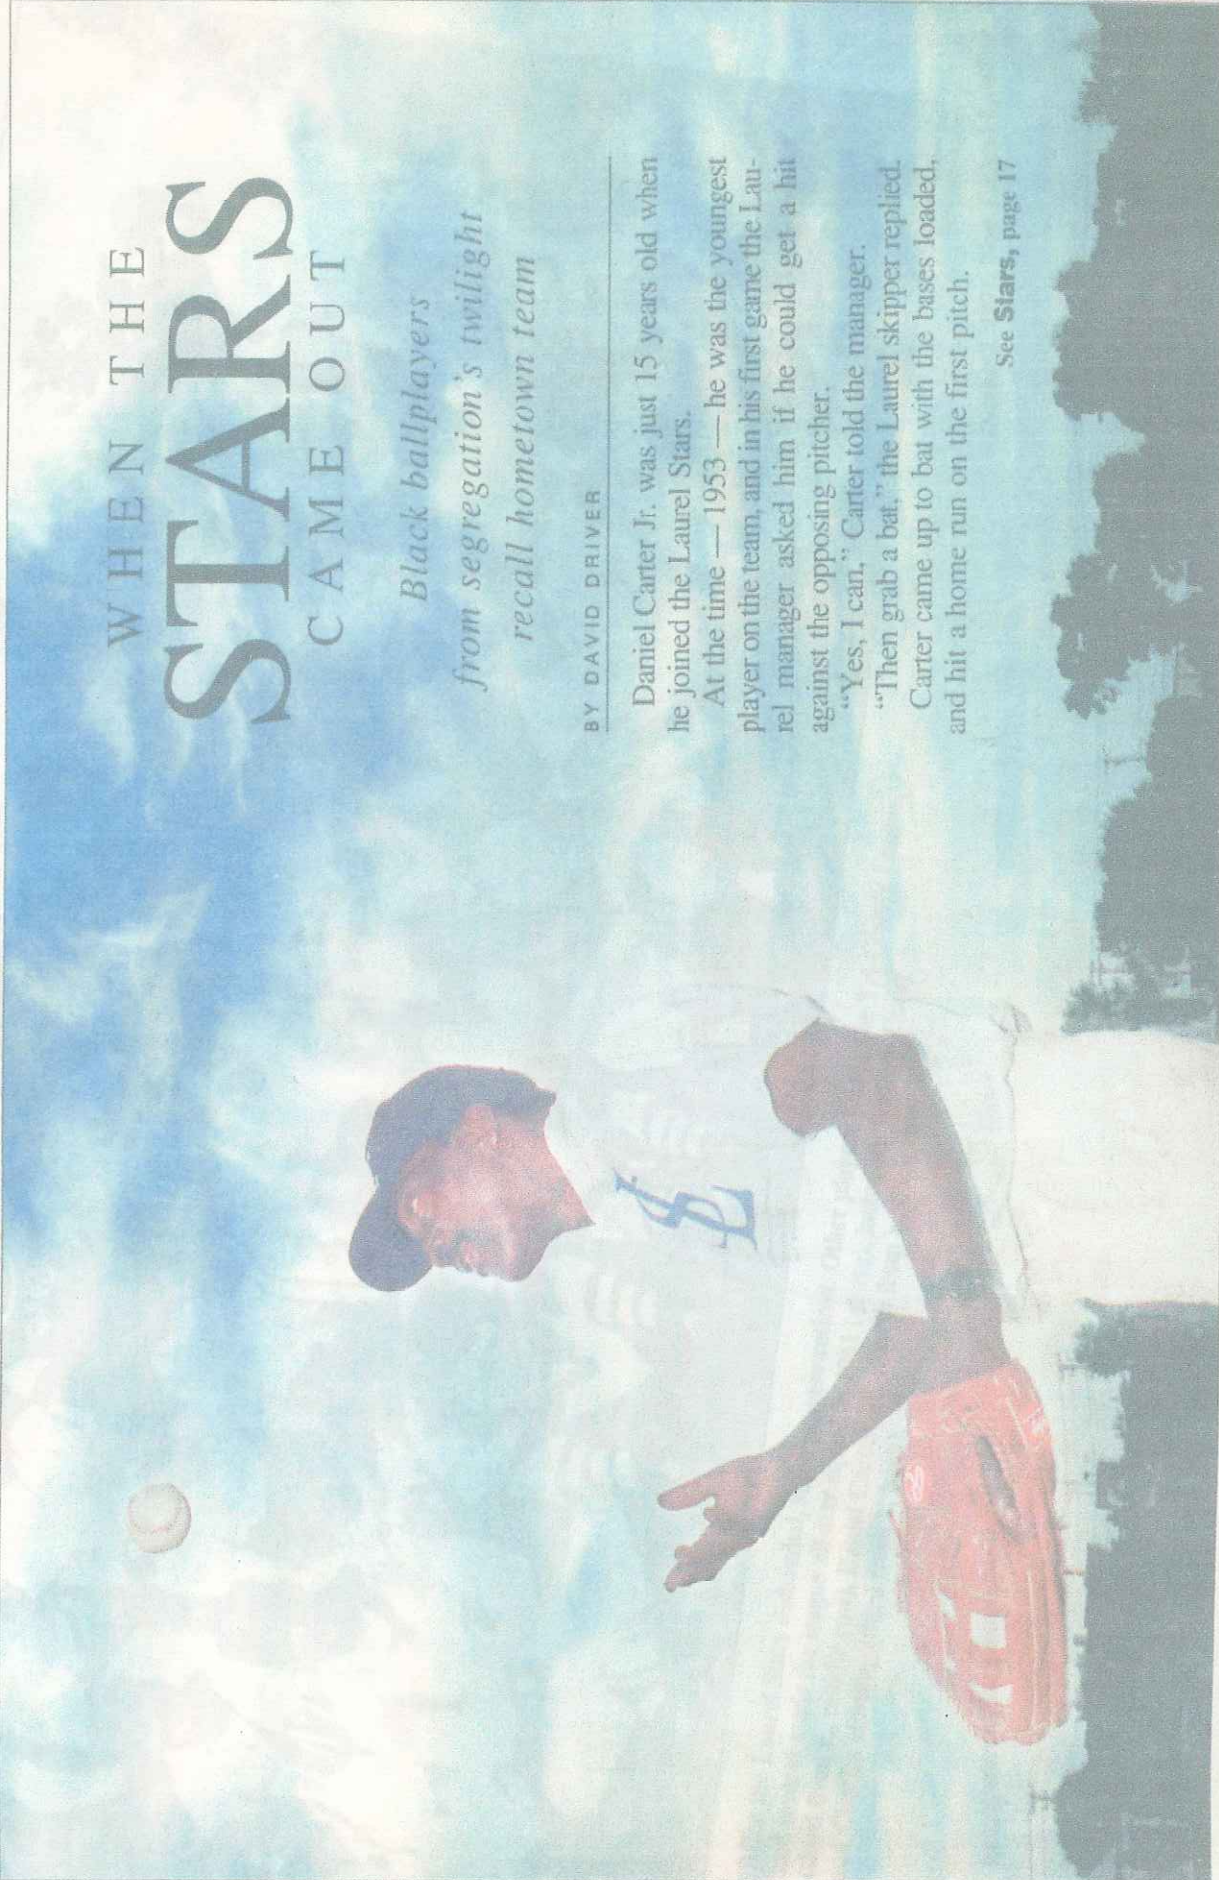 WHEN THE
STARS
CAME OUT
Black ballplayers
from segregation's twilight
recall hometown team
BY DAVID DRIVER
Daniel Carter Jr. was just 15 years old when
he joined the Laurel Stars.
At the time — 1953 — he was the youngest
player on the team, and in his first game the Lau-
rel manager asked him if he could get a hit
against the opposing pitcher.
“Yes, I can,” Carter told the manager.
“Then grab a bat,” the Laurel skipper replied.
Carter came up to bat with the bases loaded,
and hit a home run on the first pitch.
See Stars, page 17